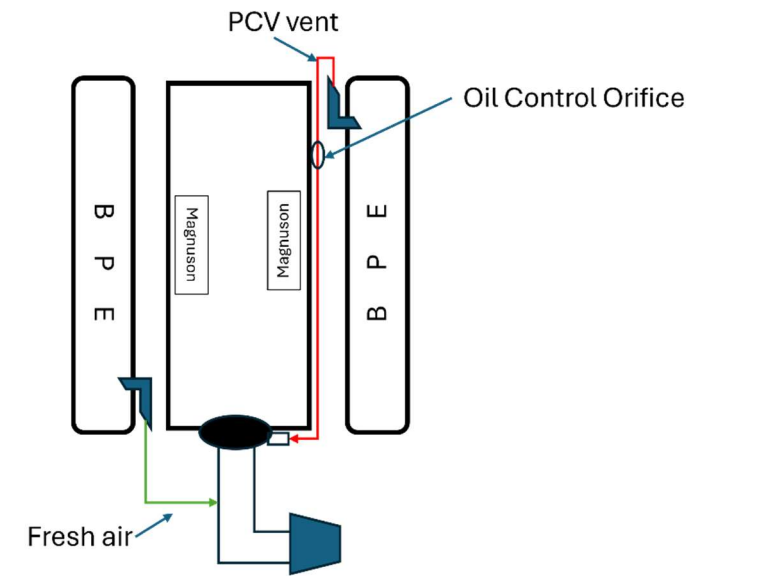 PCV vent
Oil Control Orifice
B P E
Magnuson
Magnuson
B P E
Fresh air